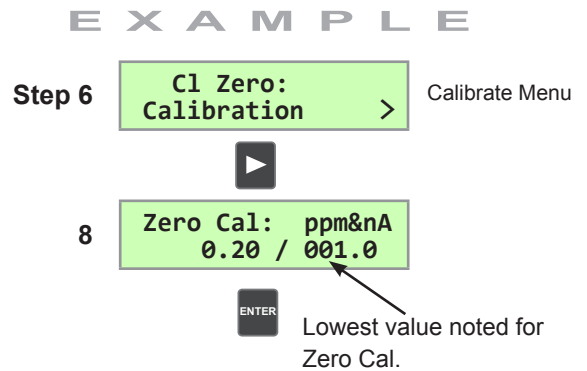 EXAMPLE
Step 6
Cl Zero:
Calibration >
Calibrate Menu
8
Zero Cal: ppm&nA
0.20 / 001.0
ENTER
Lowest value noted for
Zero Cal.